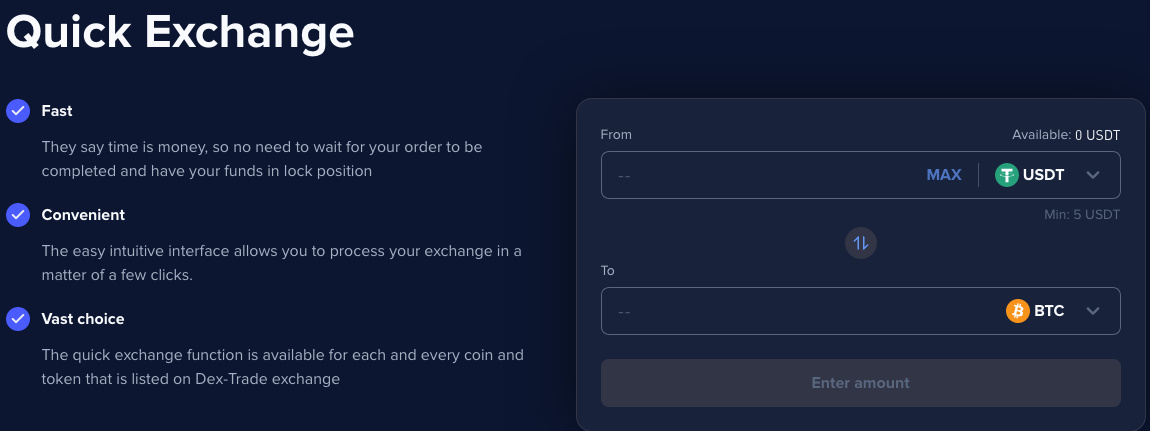 Quick Exchange
Fast
They say time is money, so no need to wait for your order to be
completed and have your funds in lock position
Convenient
The easy intuitive interface allows you to process your exchange in a
matter of a few clicks.
Vast choice
The quick exchange function is available for each and every coin and
token that is listed on Dex-Trade exchange
From Available: 0 USDT
-- MAX USDT
Min: 5 USDT
To
-- BTC
Enter amount